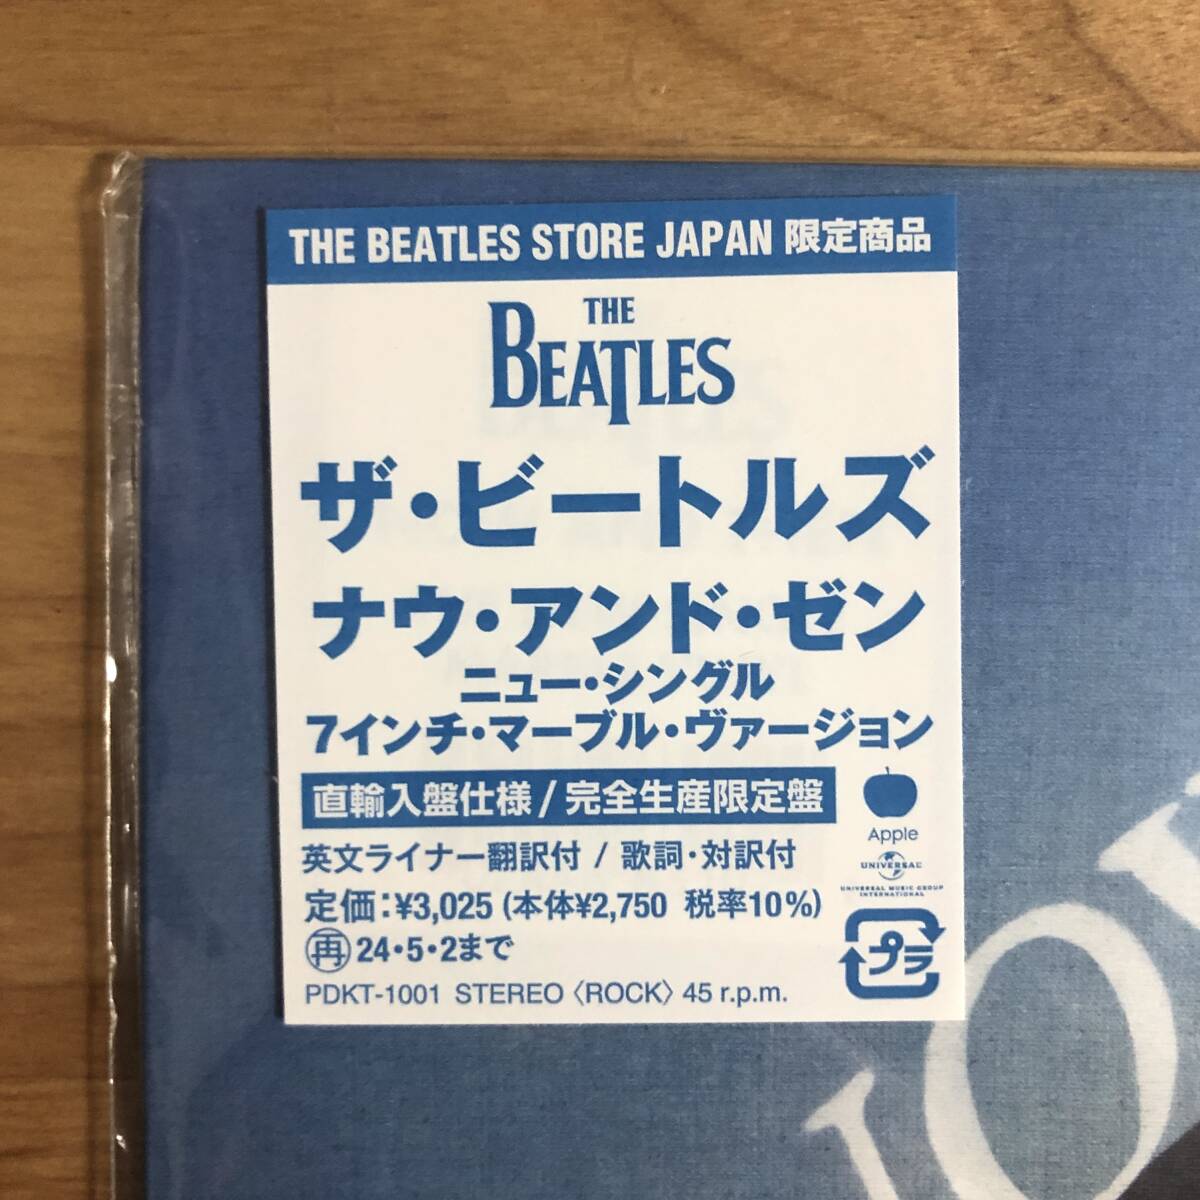 THE BEATLES STORE JAPAN 限定商品
THE
BEATLES
ザ・ビートルズ
ナウ・アンド・ゼン
ニュー・シングル
7インチ・マーブル・ヴァージョン
直輸入盤仕様/完全生産限定盤
Apple
英文ライナー翻訳付 / 歌詞・対訳付
UNIVERSAL
UNIVERSAL MUSIC GROUP
INTERNATIONAL
定価:¥3,025 (本体¥2,750 税率10%)
再 24・5・2まで
プラ
PDKT-1001 STEREO 〈ROCK〉 45 r.p.m.